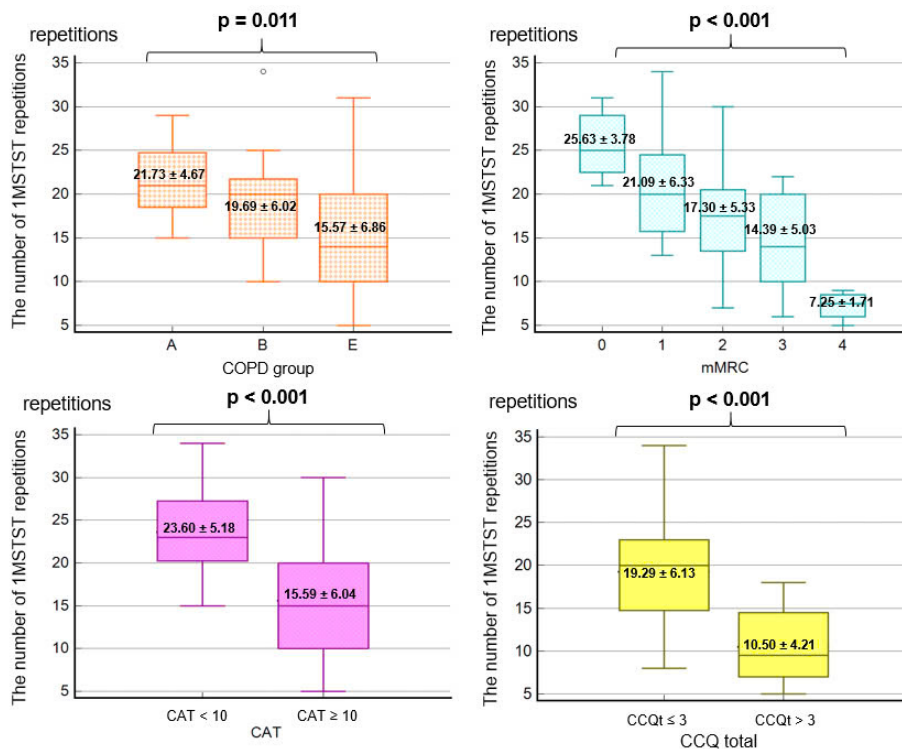 p = 0.011
repetitions
The number of 1MSTST repetitions
35
30
25
20
15
10
5
21.73 ± 4.67
19.69 ± 6.02
15.57 ± 6.86
A B E
COPD group
p < 0.001
repetitions
The number of 1MSTST repetitions
35
30
25
20
15
10
5
25.63 ± 3.78
21.09 ± 6.33
17.30 ± 5.33
14.39 ± 5.03
7.25 ± 1.71
0 1 2 3 4
mMRC
p < 0.001
repetitions
The number of 1MSTST repetitions
35
30
25
20
15
10
5
23.60 ± 5.18
15.59 ± 6.04
CAT < 10 CAT ≥ 10
CAT
p < 0.001
repetitions
The number of 1MSTST repetitions
35
30
25
20
15
10
5
19.29 ± 6.13
10.50 ± 4.21
CCQt ≤ 3 CCQt > 3
CCQ total